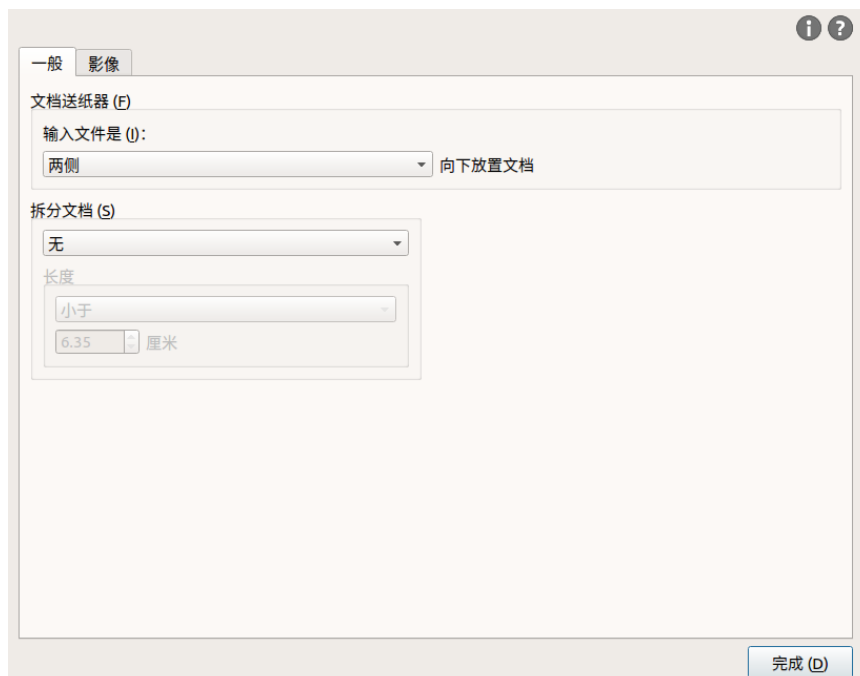 一般 影像
文档送纸器 (F)
输入文件是 (I):
两侧 向下放置文档
拆分文档 (S)
无
长度
小于
6.35 厘米
完成 (D)